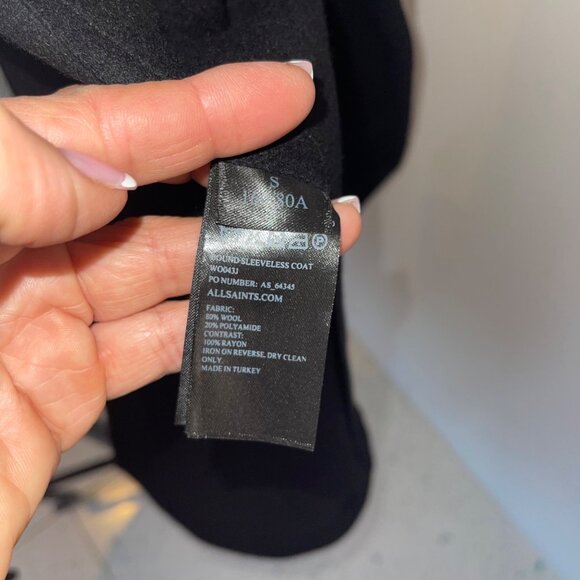 S
BOUND SLEEVELESS COAT
WO043J
PO NUMBER: AS_64345
ALLSAINTS.COM
FABRIC:
80% WOOL
20% POLYAMIDE
CONTRAST:
100% RAYON
IRON ON REVERSE. DRY CLEAN
ONLY.
MADE IN TURKEY